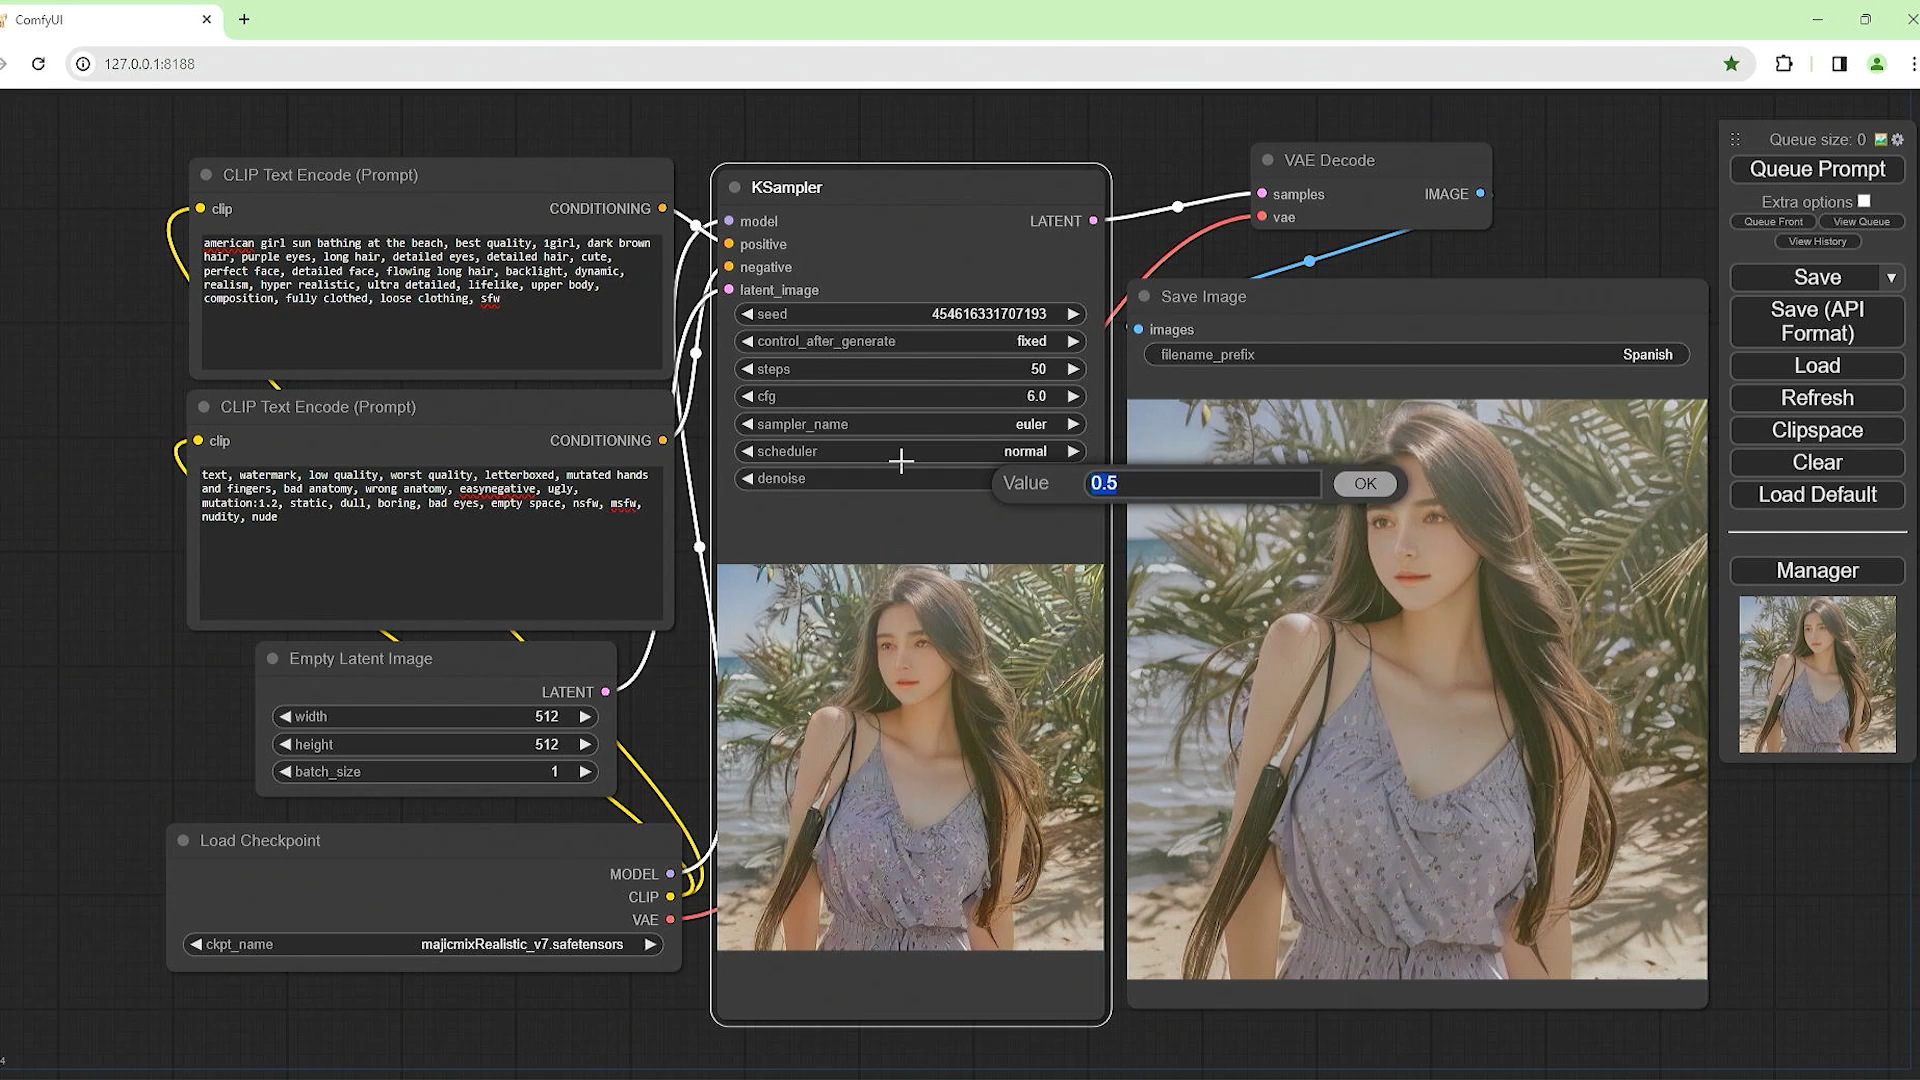 ComfyUI
127.0.0.1:8188
CLIP Text Encode (Prompt)
clip
CONDITIONING
american girl sun bathing at the beach, best quality, 1girl, dark brown
hair, purple eyes, long hair, detailed eyes, detailed hair, cute,
perfect face, detailed face, flowing long hair, backlight, dynamic,
realism, hyper realistic, ultra detailed, lifelike, upper body,
composition, fully clothed, loose clothing, sfw
CLIP Text Encode (Prompt)
clip
CONDITIONING
text, watermark, low quality, worst quality, letterboxed, mutated hands
and fingers, bad anatomy, wrong anatomy, easynegative, ugly,
mutation:1.2, static, dull, boring, bad eyes, empty space, nsfw, msfw,
nudity, nude
Empty Latent Image
LATENT
width 512
height 512
batch_size 1
Load Checkpoint
MODEL
CLIP
VAE
ckpt_name majicmixRealistic_v7.safetensors
KSampler
model
LATENT
positive
negative
latent_image
seed 454616331707193
control_after_generate fixed
steps 50
cfg 6.0
sampler_name euler
scheduler normal
denoise
Value 0.5 OK
VAE Decode
samples
IMAGE
vae
Save Image
images
filename_prefix Spanish
Queue size: 0
Queue Prompt
Extra options
Queue Front
View Queue
View History
Save
Save (API
Format)
Load
Refresh
Clipspace
Clear
Load Default
Manager
4